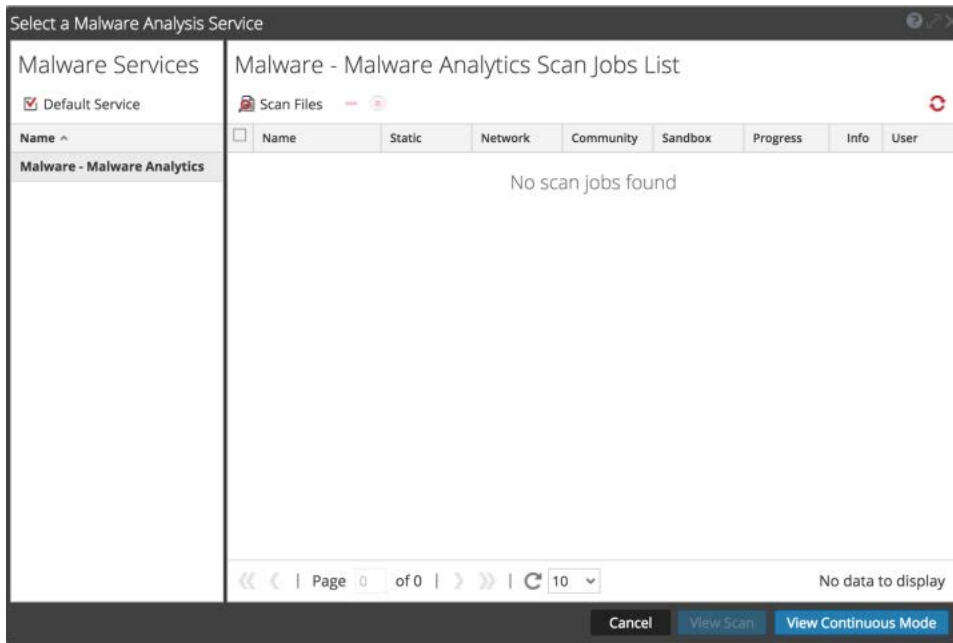 Select a Malware Analysis Service
Malware Services
Default Service
Name
Malware - Malware Analytics
Malware - Malware Analytics Scan Jobs List
Scan Files
Name Static Network Community Sandbox Progress Info User
No scan jobs found
Page 0 of 0 10 No data to display
Cancel View Scan View Continuous Mode